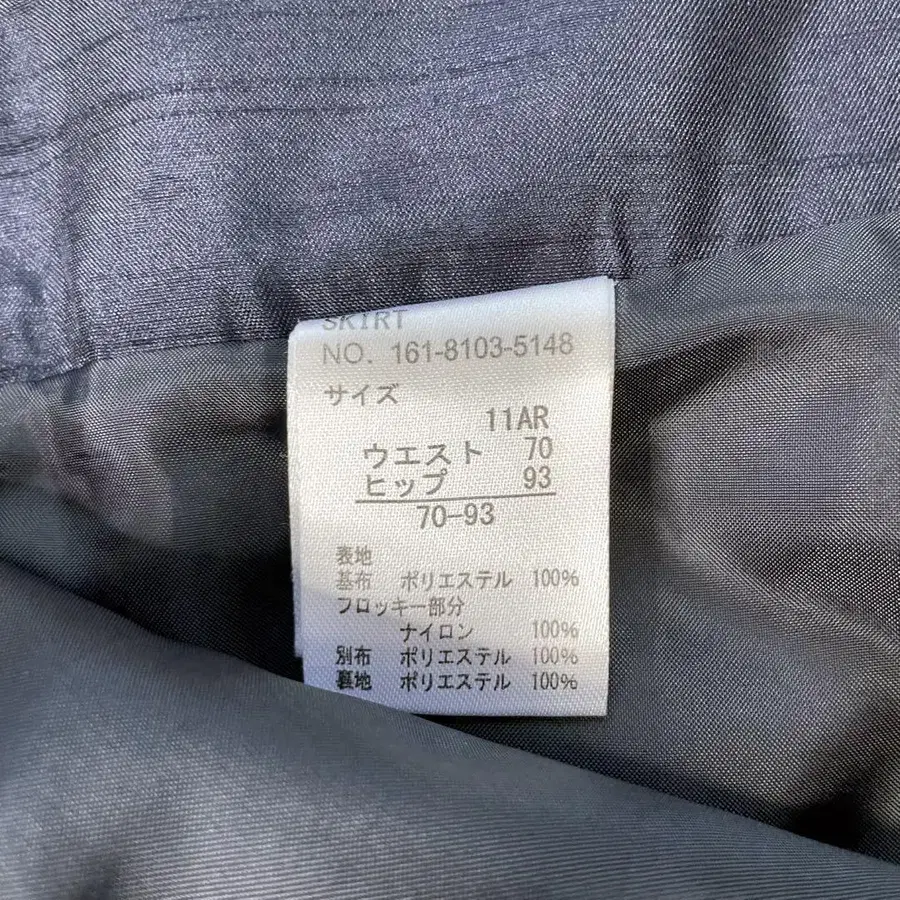 SKIRT
NO. 161-8103-5148
サイズ
11AR
ウエスト 70
ヒップ 93
70-93
表地
基布 ポリエステル 100%
フロッキー部分
ナイロン 100%
別布 ポリエステル 100%
裏地 ポリエステル 100%